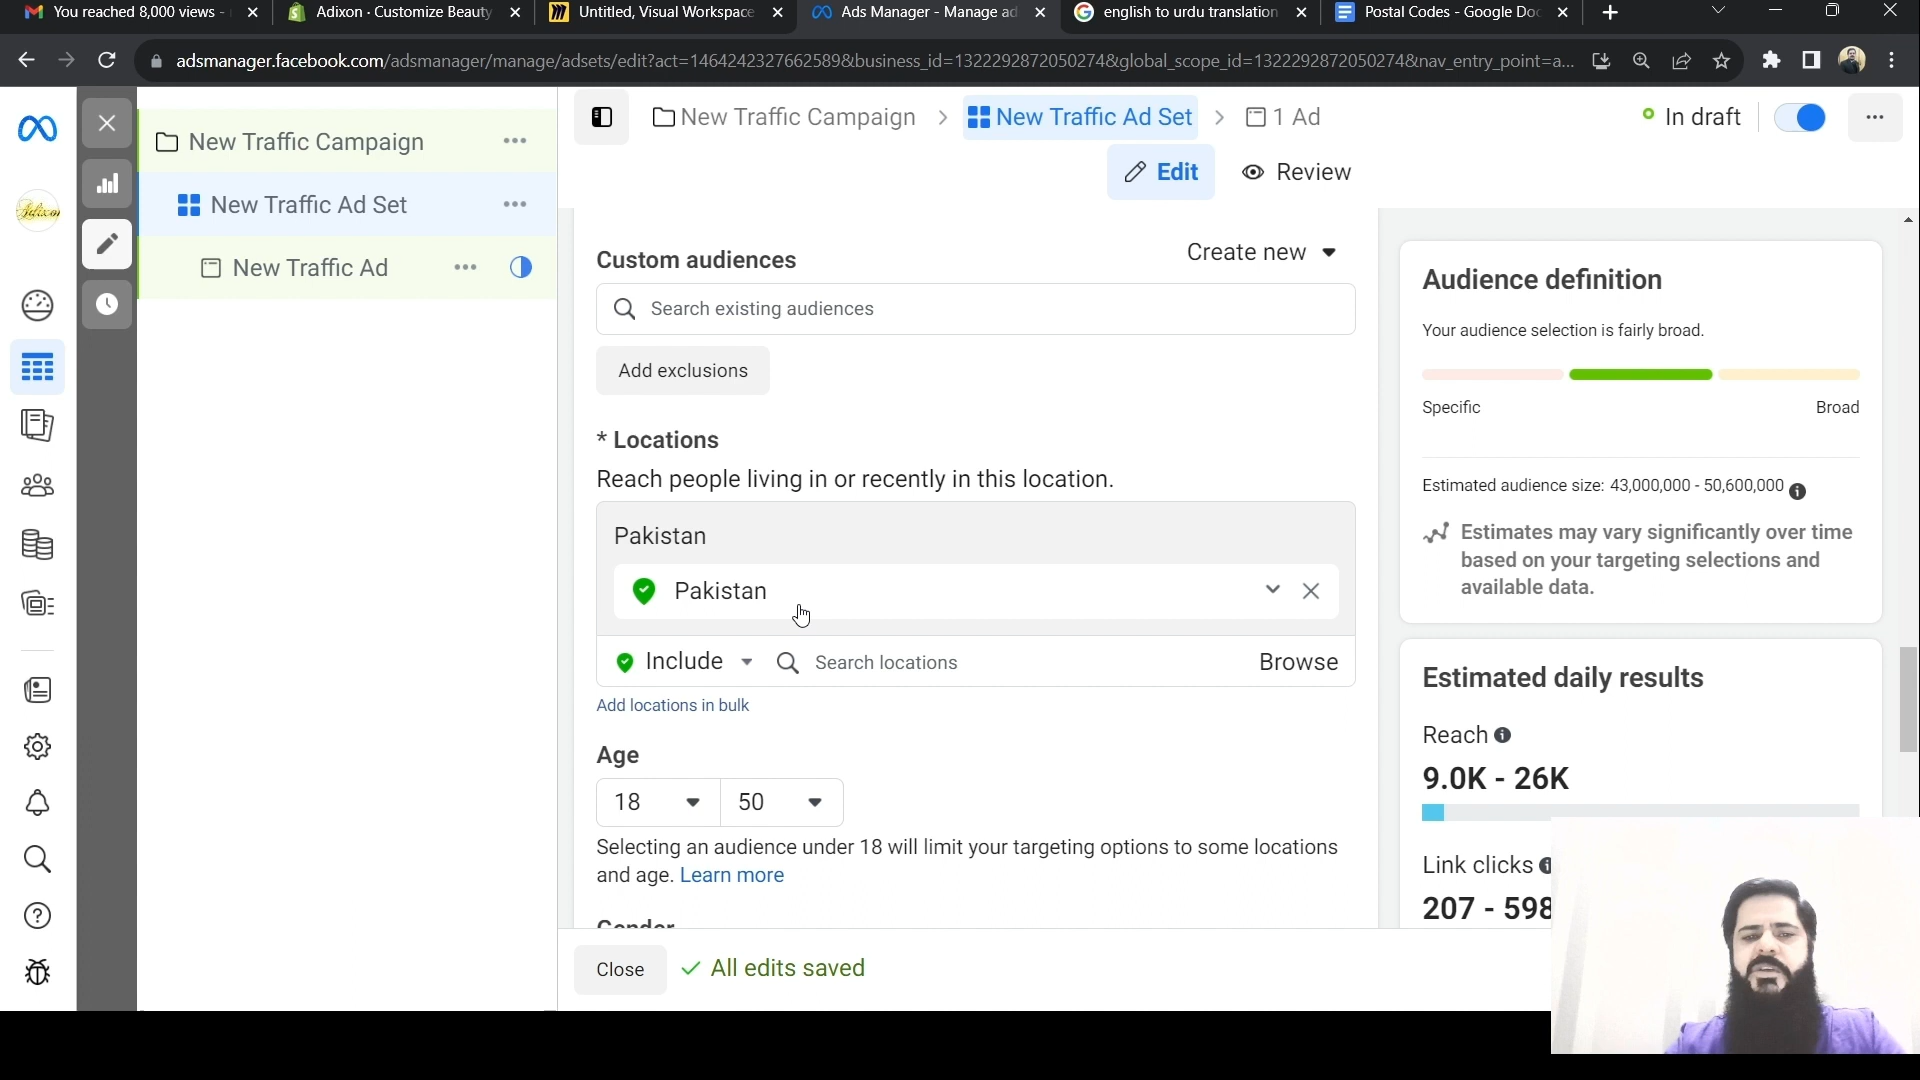 You reached 8,000 views -
Adixon · Customize Beauty
Untitled, Visual Workspace
Ads Manager - Manage ad
english to urdu translation
Postal Codes - Google Doc
adsmanager.facebook.com/adsmanager/manage/adsets/edit?act=1464242327662589&business_id=1322292872050274&global_scope_id=1322292872050274&nav_entry_point=a...
New Traffic Campaign
New Traffic Ad Set
New Traffic Ad
New Traffic Campaign > New Traffic Ad Set > 1 Ad
In draft
Edit
Review
Custom audiences
Create new
Search existing audiences
Add exclusions
* Locations
Reach people living in or recently in this location.
Pakistan
Pakistan
Include
Search locations
Browse
Add locations in bulk
Age
18
50
Selecting an audience under 18 will limit your targeting options to some locations
and age. Learn more
Gender
Close
All edits saved
Audience definition
Your audience selection is fairly broad.
Specific
Broad
Estimated audience size: 43,000,000 - 50,600,000
Estimates may vary significantly over time
based on your targeting selections and
available data.
Estimated daily results
Reach
9.0K - 26K
Link clicks
207 - 598
Adixon